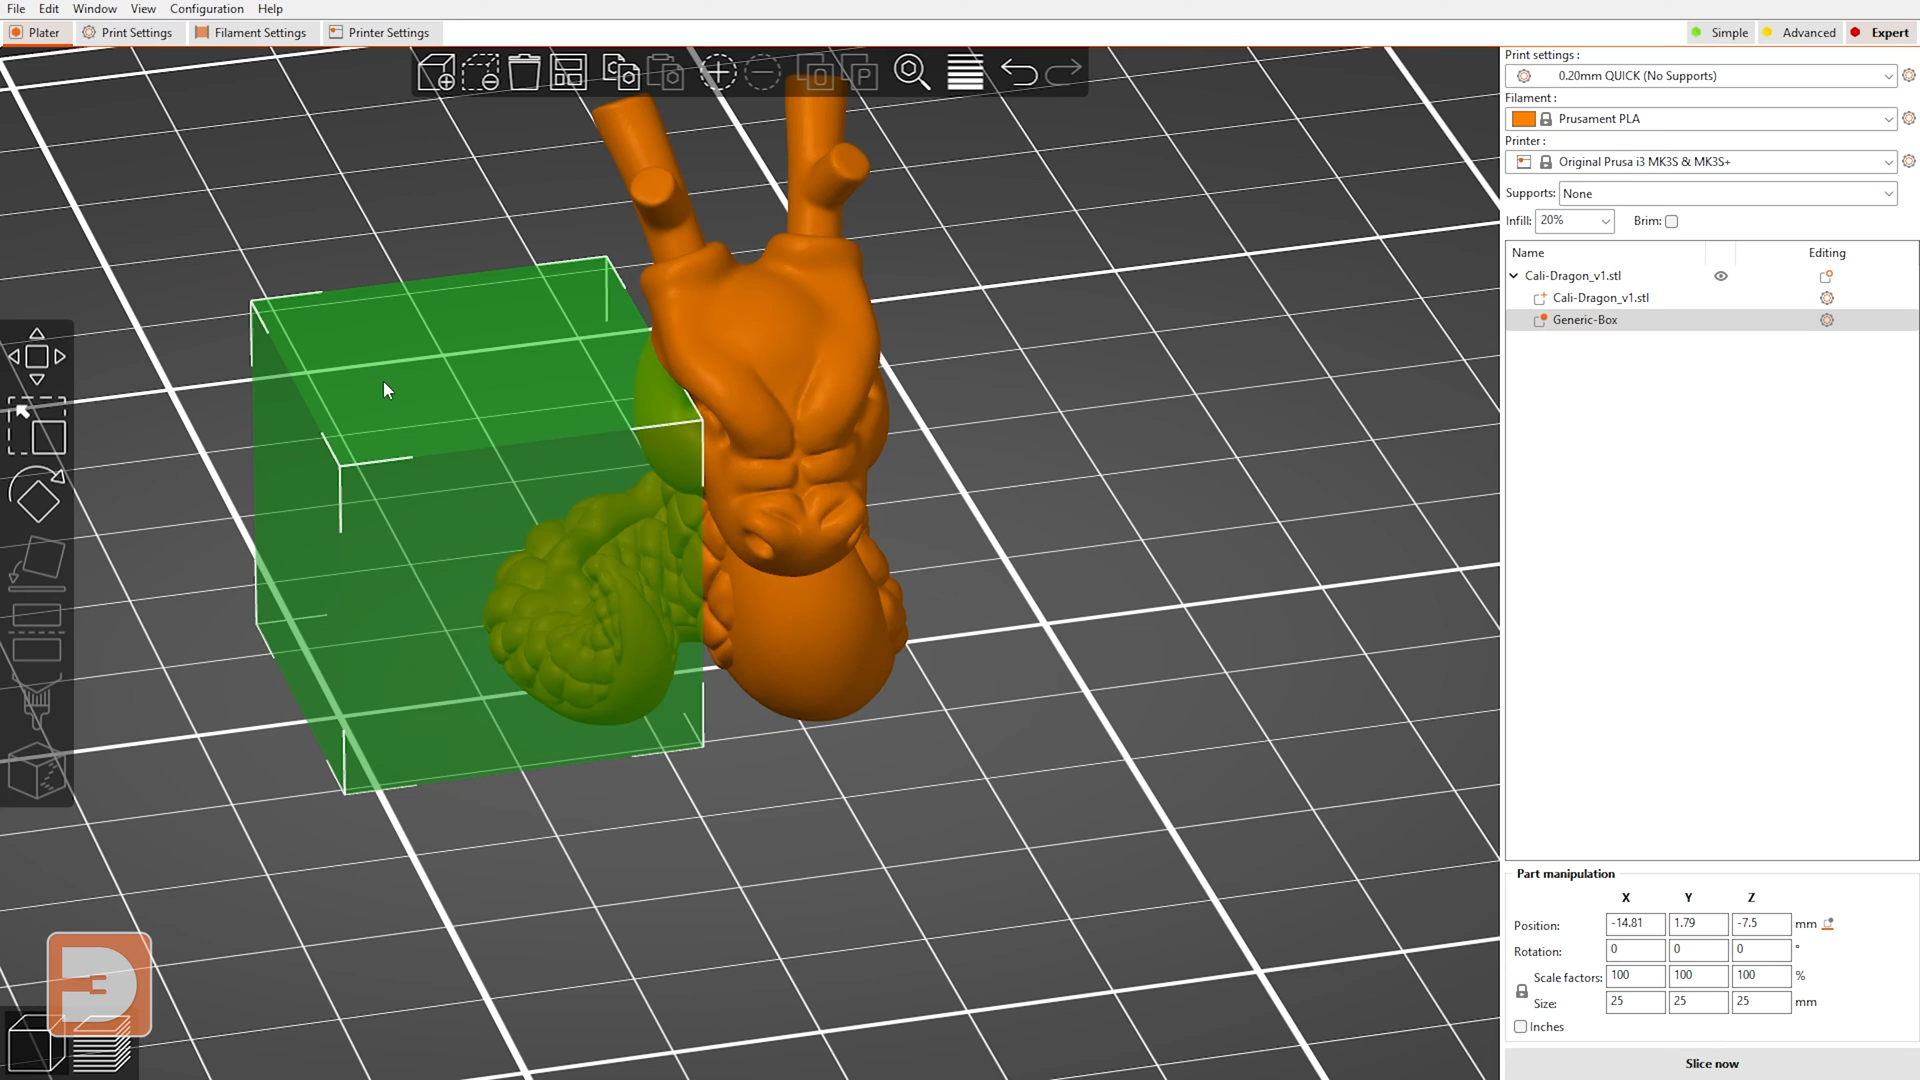 File Edit Window View Configuration Help
Plater Print Settings Filament Settings Printer Settings Simple Advanced Expert
Print settings :
0.20mm QUICK (No Supports)
Filament :
Prusament PLA
Printer :
Original Prusa i3 MK3S & MK3S+
Supports: None
Infill: 20% Brim:
Name Editing
Cali-Dragon_v1.stl
Cali-Dragon_v1.stl
Generic-Box
Part manipulation
X Y Z
Position: -14.81 1.79 -7.5 mm
Rotation: 0 0 0 °
Scale factors: 100 100 100 %
Size: 25 25 25 mm
Inches
Slice now